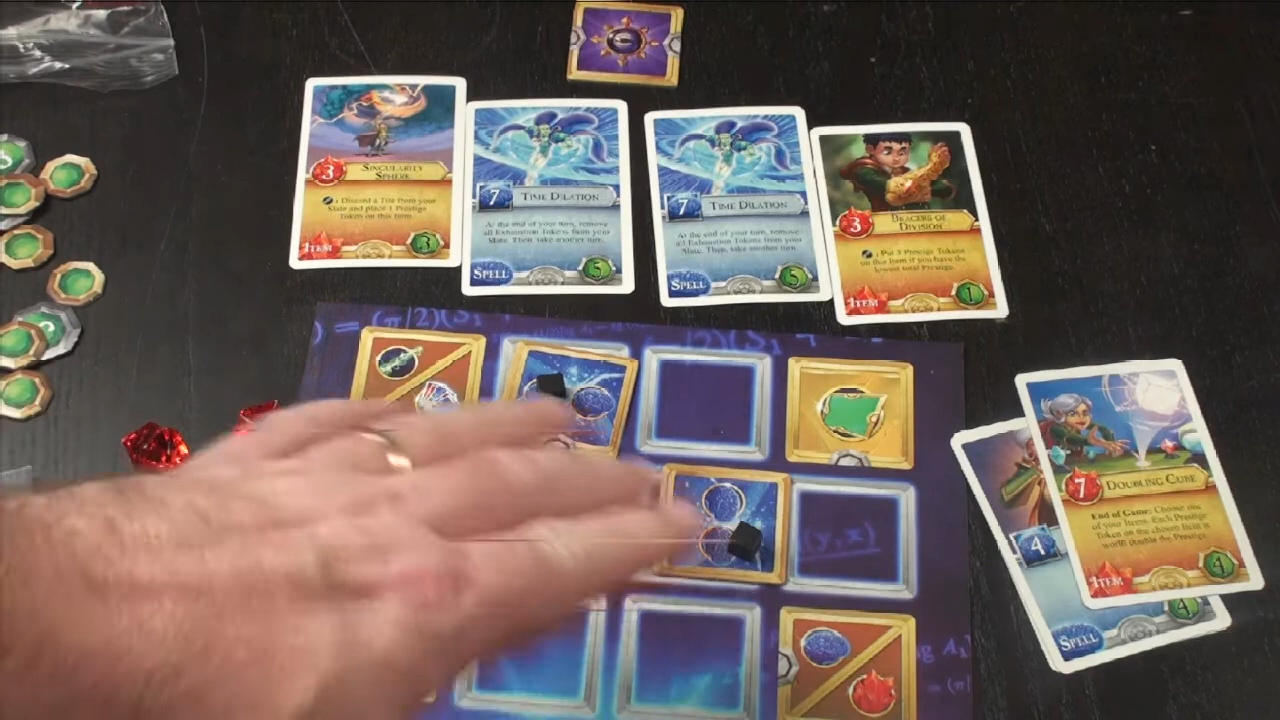 3
SINGULARITY
SPHERE
: Discard a Tile from your
Slate and place 1 Prestige
Token on this item.
ITEM
3
7
TIME DILATION
At the end of your turn, remove
all Exhaustion Tokens from your
Slate. Then take another turn.
SPELL
5
7
TIME DILATION
At the end of your turn, remove
all Exhaustion Tokens from your
Slate. Then, take another turn.
SPELL
5
3
BRACERS OF
DIVISION
: Put 3 Prestige Tokens
on this Item if you have the
lowest total Prestige.
ITEM
1
7
DOUBLING CUBE
End of Game: Choose one
of your Items. Each Prestige
Token on the chosen Item is
worth double the Prestige.
ITEM
4
4
SPELL
4
= (π/2)(S1
(y,x)